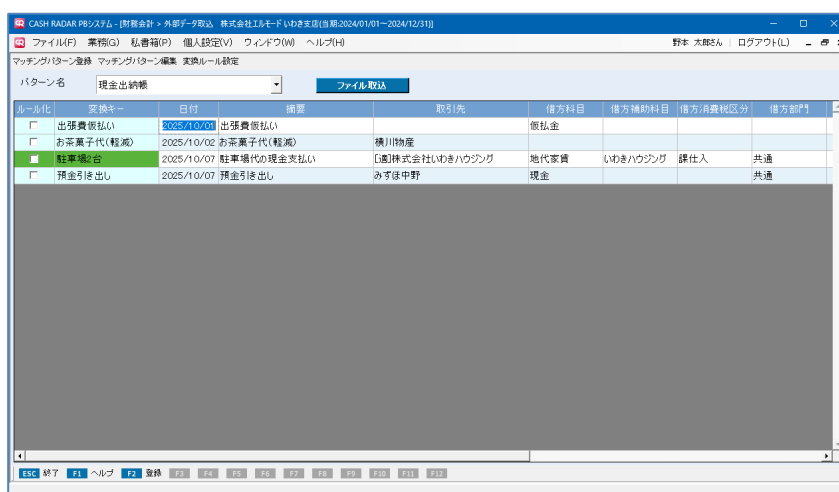 CASH RADAR PBシステム - [財務会計 > 外部データ取込 株式会社エルモード いわき支店(当期:2024/01/01～2024/12/31)]
ファイル(F) 業務(G) 私書箱(P) 個人設定(V) ウィンドウ(W) ヘルプ(H) 野本 太郎さん ログアウト(L)
マッチングパターン登録 マッチングパターン編集 変換ルール設定
パターン名 現金出納帳 ファイル取込
ルール化 変換キー 日付 摘要 取引先 借方科目 借方補助科目 借方消費税区分 借方部門
出張費仮払い 2025/10/01 出張費仮払い 仮払金
お茶菓子代(軽減) 2025/10/02 お茶菓子代(軽減) 横川物産
駐車場2台 2025/10/07 駐車場代の現金支払い [適]株式会社いわきハウジング 地代家賃 いわきハウジング 課仕入 共通
預金引き出し 2025/10/07 預金引き出し みずほ中野 現金 共通
ESC 終了 F1 ヘルプ F2 登録 F3 F4 F5 F6 F7 F8 F9 F10 F11 F12